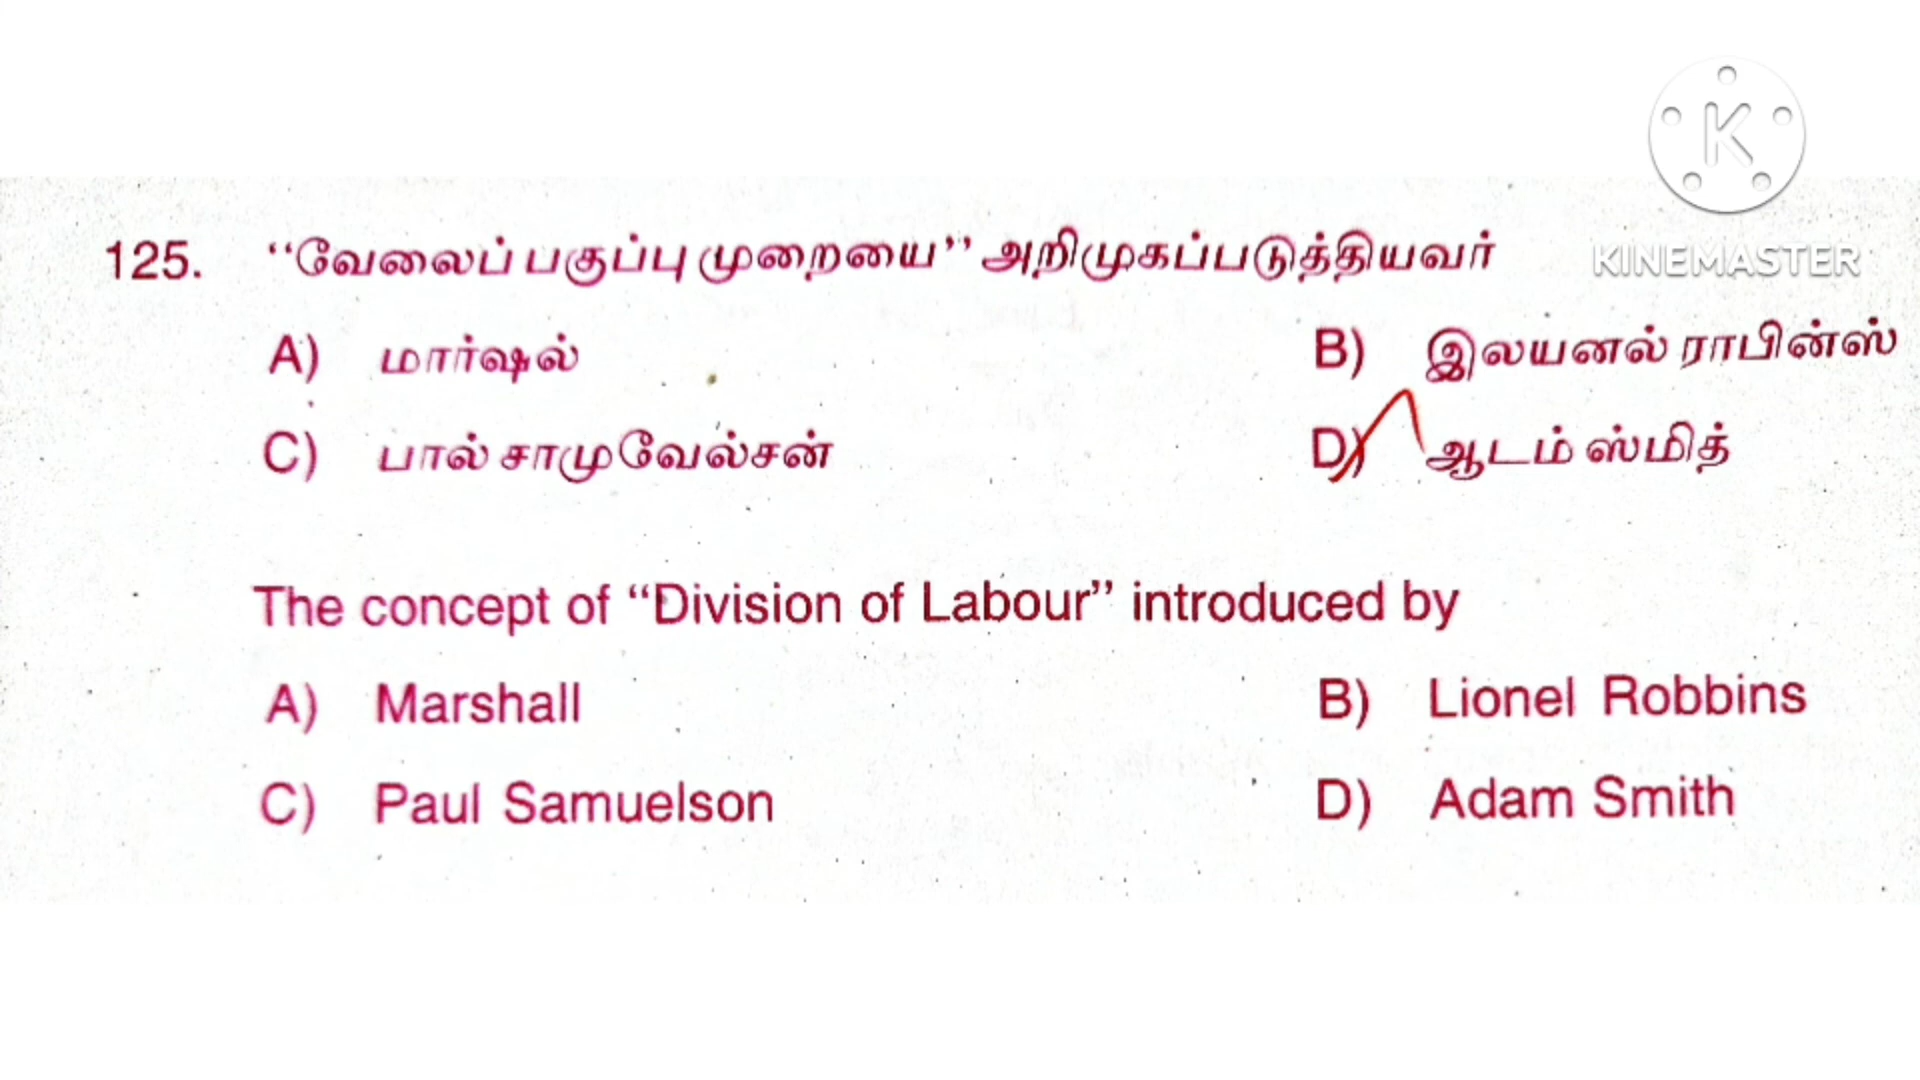 K
KINEMASTER
125. “வேலைப் பகுப்பு முறையை” அறிமுகப்படுத்தியவர்
A) மார்ஷல் B) இலயனல் ராபின்ஸ்
C) பால் சாமுவேல்சன் D) ஆடம் ஸ்மித்
The concept of “Division of Labour” introduced by
A) Marshall B) Lionel Robbins
C) Paul Samuelson D) Adam Smith